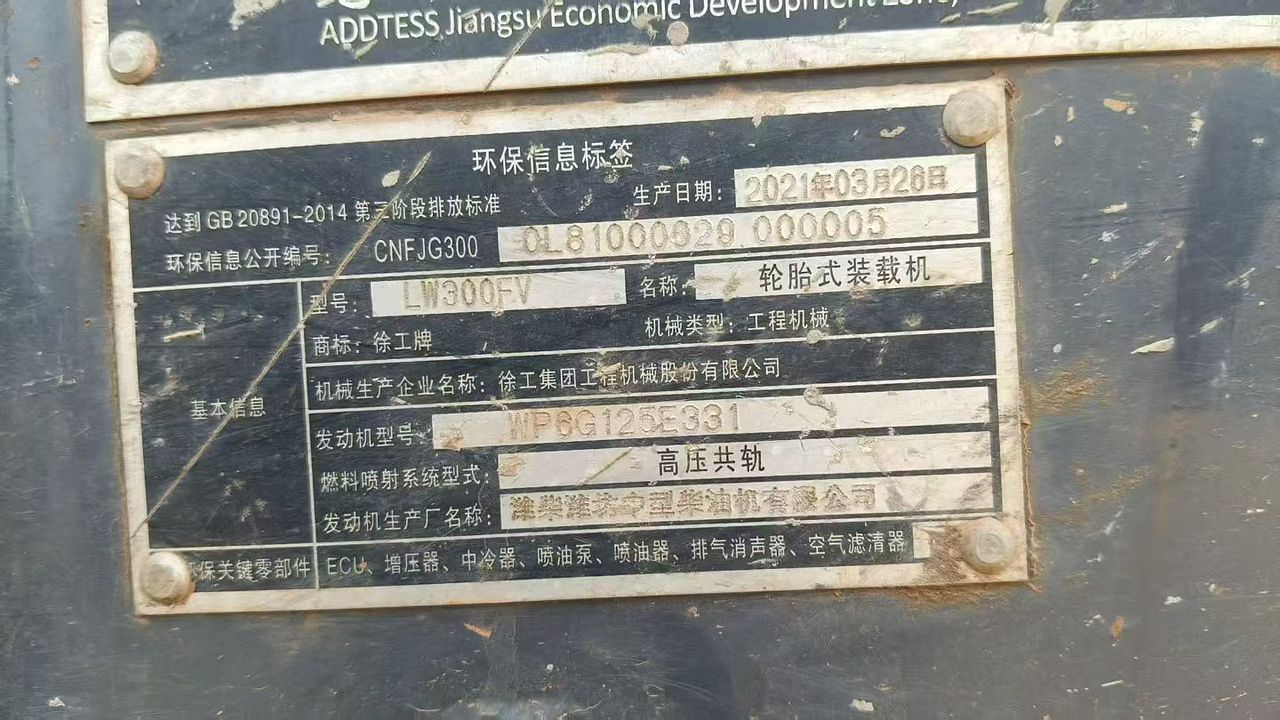 ADDTESS Jiangsu Economic Development Zone,
环保信息标签
达到 GB 20891-2014 第三阶段排放标准
生产日期: 2021年03月28日
环保信息公开编号: CNFJG300 0L81000929 000005
型号: LW300FV
名称: 轮胎式装载机
商标: 徐工牌
机械类型: 工程机械
机械生产企业名称: 徐工集团工程机械股份有限公司
基本信息
发动机型号: WP6G125E331
燃料喷射系统型式: 高压共轨
发动机生产厂名称: 潍柴潍坊中型柴油机有限公司
保关键零部件
ECU、增压器、中冷器、喷油泵、喷油器、排气消声器、空气滤清器